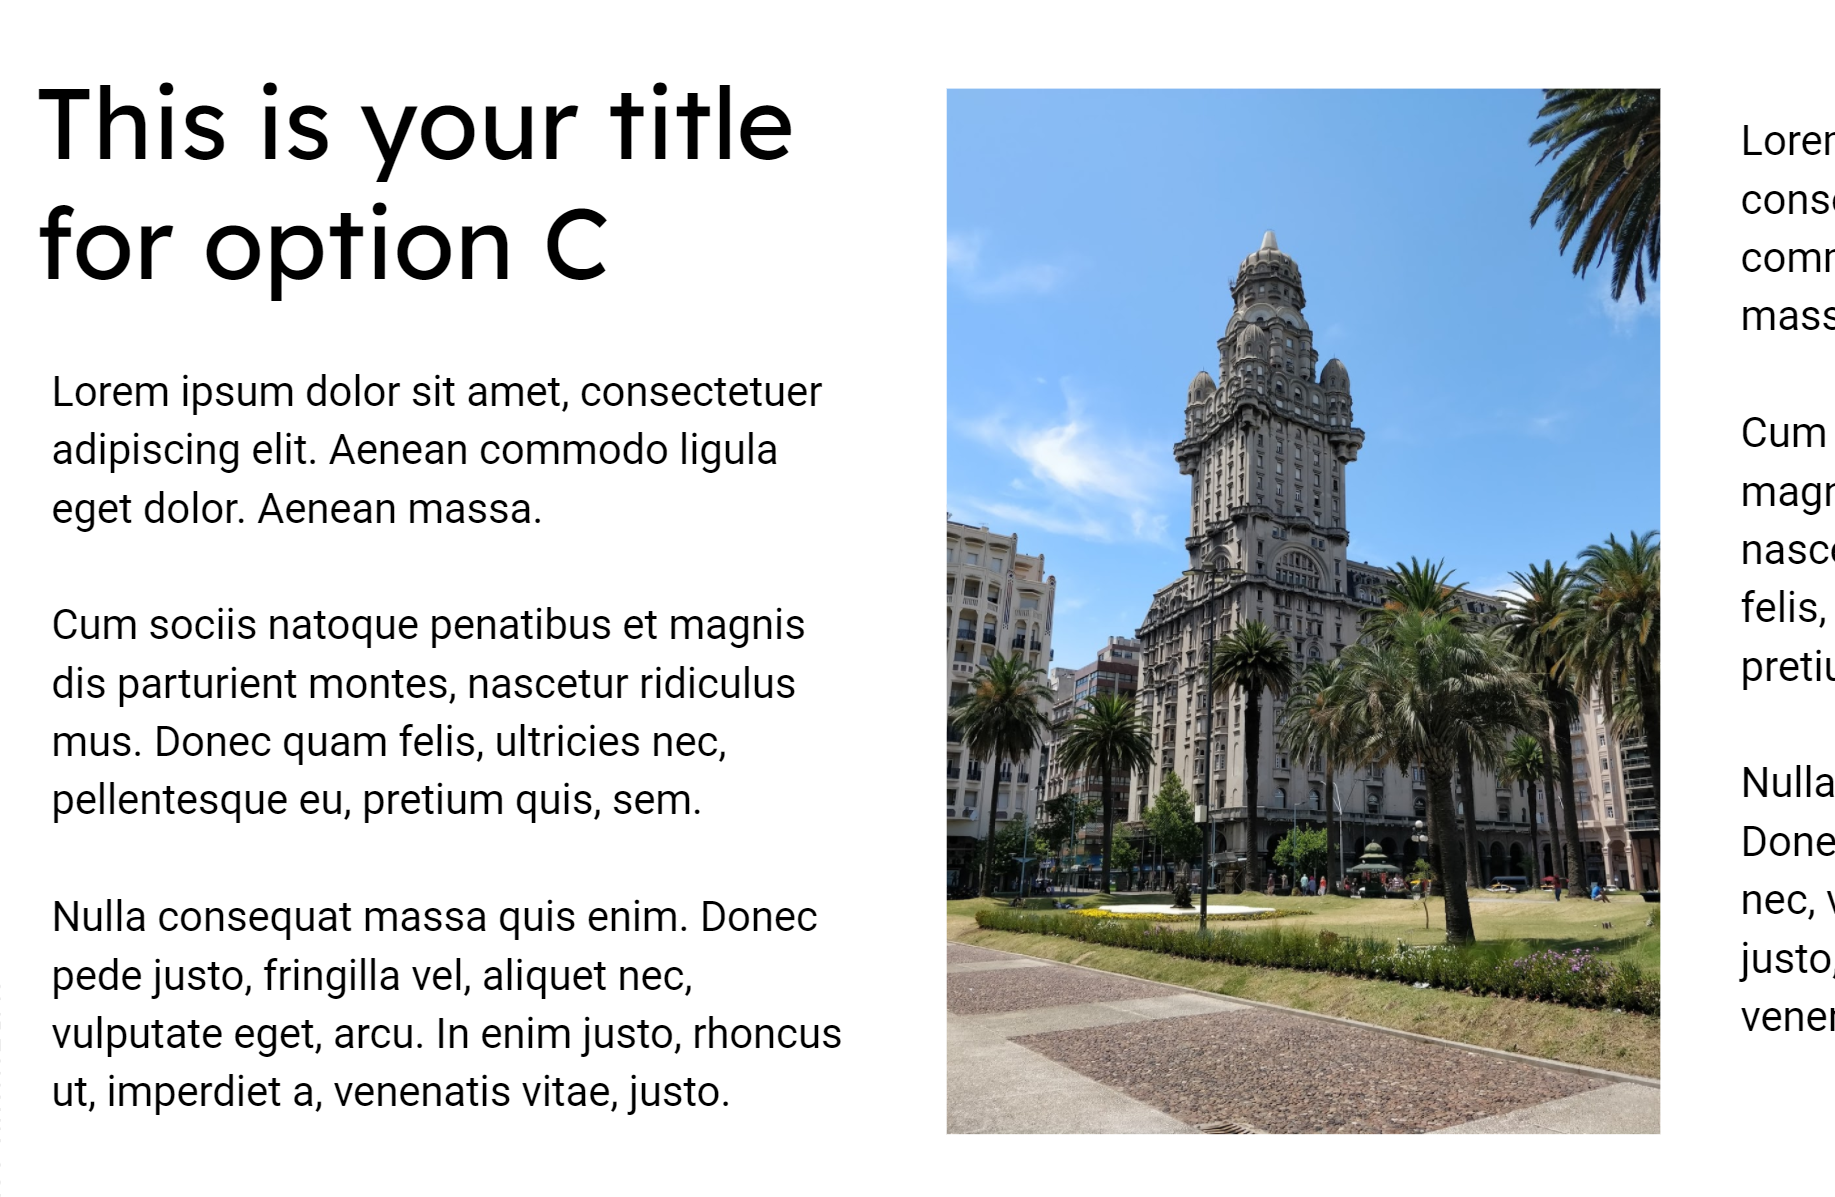 This is your title
for option C
Lorem ipsum dolor sit amet, consectetuer
adipiscing elit. Aenean commodo ligula
eget dolor. Aenean massa.
Cum sociis natoque penatibus et magnis
dis parturient montes, nascetur ridiculus
mus. Donec quam felis, ultricies nec,
pellentesque eu, pretium quis, sem.
Nulla consequat massa quis enim. Donec
pede justo, fringilla vel, aliquet nec,
vulputate eget, arcu. In enim justo, rhoncus
ut, imperdiet a, venenatis vitae, justo.
Cum
felis,
Nulla
nec,
justo,